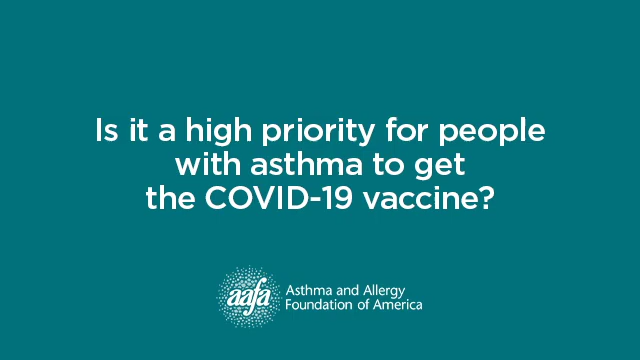 Is it a high priority for people
with asthma to get
the COVID-19 vaccine?
aafa
Asthma and Allergy
Foundation of America